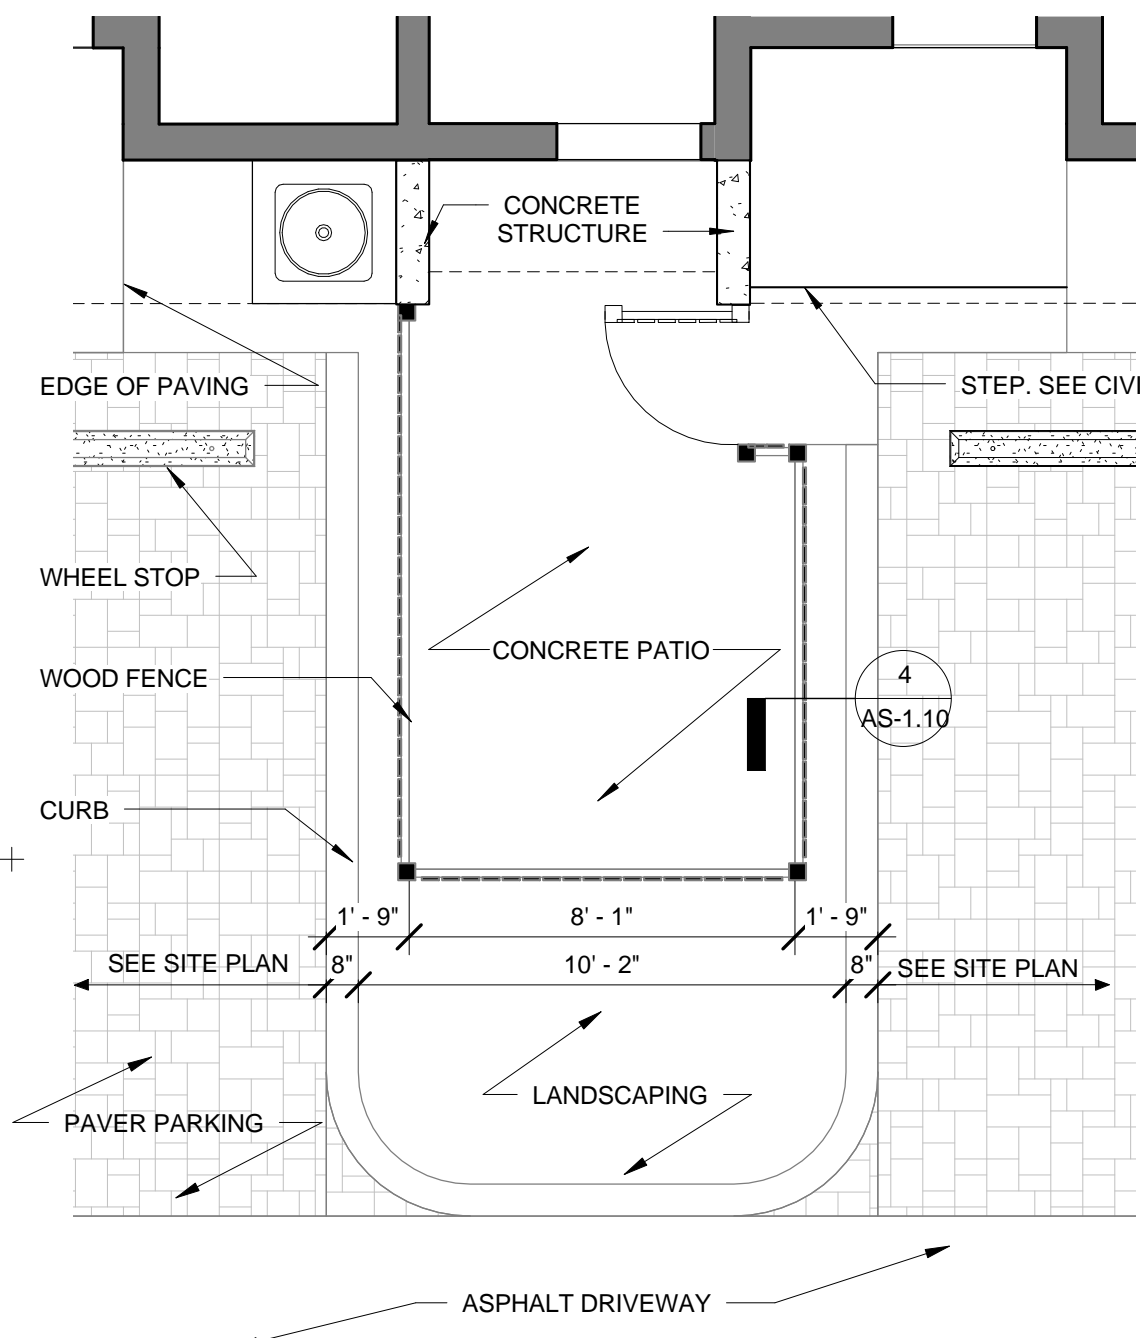 CONCRETE
STRUCTURE
EDGE OF PAVING
STEP. SEE CIVI
WHEEL STOP
CONCRETE PATIO
WOOD FENCE
4
AS-1.10
CURB
1' - 9"
8' - 1"
1' - 9"
SEE SITE PLAN
8"
10' - 2"
8"
SEE SITE PLAN
LANDSCAPING
PAVER PARKING
ASPHALT DRIVEWAY